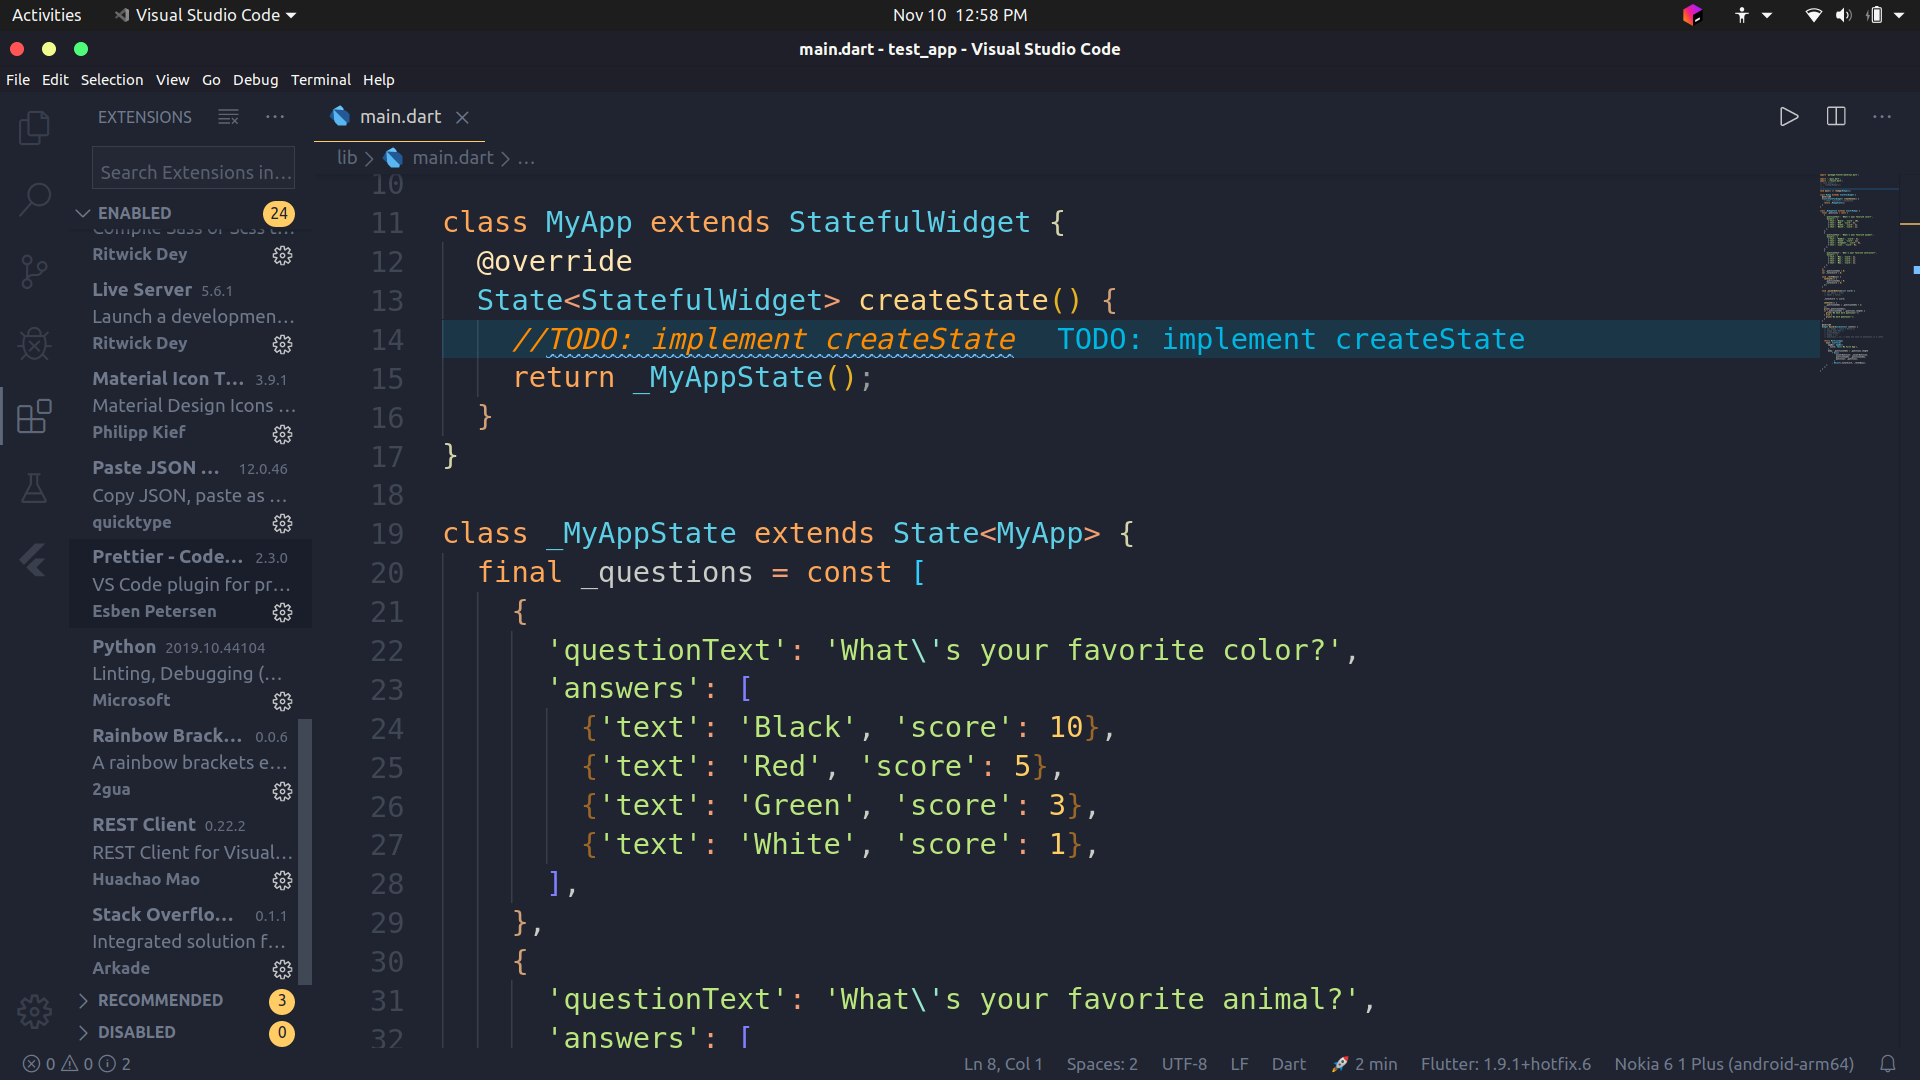 Activities
Visual Studio Code
Nov 10 12:58 PM
main.dart - test_app - Visual Studio Code
File Edit Selection View Go Debug Terminal Help
EXTENSIONS
Search Extensions in…
ENABLED 24
Compile Sass or Scss t…
Ritwick Dey
Live Server 5.6.1
Launch a developmen…
Ritwick Dey
Material Icon T… 3.9.1
Material Design Icons …
Philipp Kief
Paste JSON … 12.0.46
Copy JSON, paste as …
quicktype
Prettier - Code… 2.3.0
VS Code plugin for pr…
Esben Petersen
Python 2019.10.44104
Linting, Debugging (…
Microsoft
Rainbow Brack… 0.0.6
A rainbow brackets e…
2gua
REST Client 0.22.2
REST Client for Visual…
Huachao Mao
Stack Overflo… 0.1.1
Integrated solution f…
Arkade
RECOMMENDED 3
DISABLED 0
main.dart
lib > main.dart > …
10
11 class MyApp extends StatefulWidget {
12 @override
13 State<StatefulWidget> createState() {
14 //TODO: implement createState TODO: implement createState
15 return _MyAppState();
16 }
17 }
18
19 class _MyAppState extends State<MyApp> {
20 final _questions = const [
21 {
22 'questionText': 'What\'s your favorite color?',
23 'answers': [
24 {'text': 'Black', 'score': 10},
25 {'text': 'Red', 'score': 5},
26 {'text': 'Green', 'score': 3},
27 {'text': 'White', 'score': 1},
28 ],
29 },
30 {
31 'questionText': 'What\'s your favorite animal?',
32 'answers': [
0 0 2
Ln 8, Col 1 Spaces: 2 UTF-8 LF Dart 🚀 2 min Flutter: 1.9.1+hotfix.6 Nokia 6 1 Plus (android-arm64)